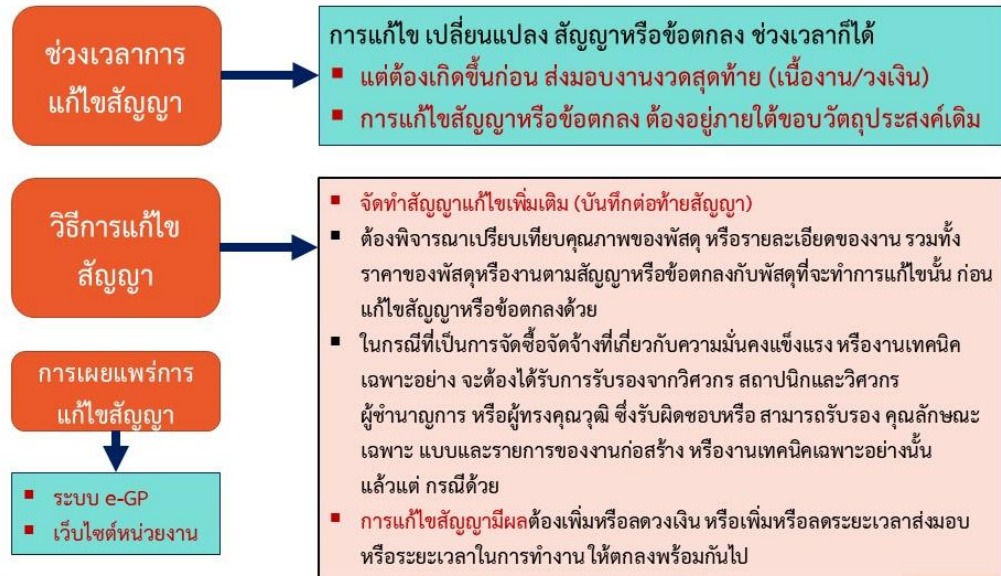 ช่วงเวลาการ
แก้ไขสัญญา
การแก้ไข เปลี่ยนแปลง สัญญาหรือข้อตกลง ช่วงเวลาก็ได้
▪ แต่ต้องเกิดขึ้นก่อน ส่งมอบงานงวดสุดท้าย (เนื้องาน/วงเงิน)
▪ การแก้ไขสัญญาหรือข้อตกลง ต้องอยู่ภายใต้ขอบวัตถุประสงค์เดิม
วิธีการแก้ไข
สัญญา
▪ จัดทำสัญญาแก้ไขเพิ่มเติม (บันทึกต่อท้ายสัญญา)
▪ ต้องพิจารณาเปรียบเทียบคุณภาพของพัสดุ หรือรายละเอียดของงาน รวมทั้ง
ราคาของพัสดุหรืองานตามสัญญาหรือข้อตกลงกับพัสดุที่จะทำการแก้ไขนั้น ก่อน
แก้ไขสัญญาหรือข้อตกลงด้วย
▪ ในกรณีที่เป็นการจัดซื้อจัดจ้างที่เกี่ยวกับความมั่นคงแข็งแรง หรืองานเทคนิค
เฉพาะอย่าง จะต้องได้รับการรับรองจากวิศวกร สถาปนิกและวิศวกร
ผู้ชำนาญการ หรือผู้ทรงคุณวุฒิ ซึ่งรับผิดชอบหรือ สามารถรับรอง คุณลักษณะ
เฉพาะ แบบและรายการของงานก่อสร้าง หรืองานเทคนิคเฉพาะอย่างนั้น
แล้วแต่ กรณีด้วย
▪ การแก้ไขสัญญามีผลต้องเพิ่มหรือลดวงเงิน หรือเพิ่มหรือลดระยะเวลาส่งมอบ
หรือระยะเวลาในการทำงาน ให้ตกลงพร้อมกันไป
การเผยแพร่การ
แก้ไขสัญญา
▪ ระบบ e-GP
▪ เว็บไซต์หน่วยงาน